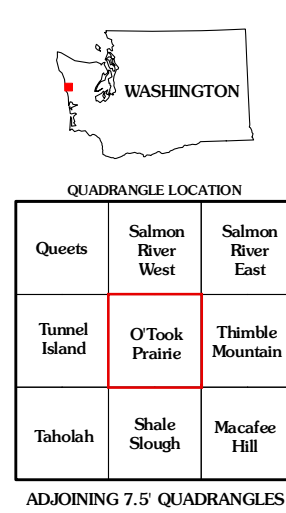 WASHINGTON
QUADRANGLE LOCATION
Queets
Salmon
River
West
Salmon
River
East
Tunnel
Island
O'Took
Prairie
Thimble
Mountain
Taholah
Shale
Slough
Macafee
Hill
ADJOINING 7.5' QUADRANGLES